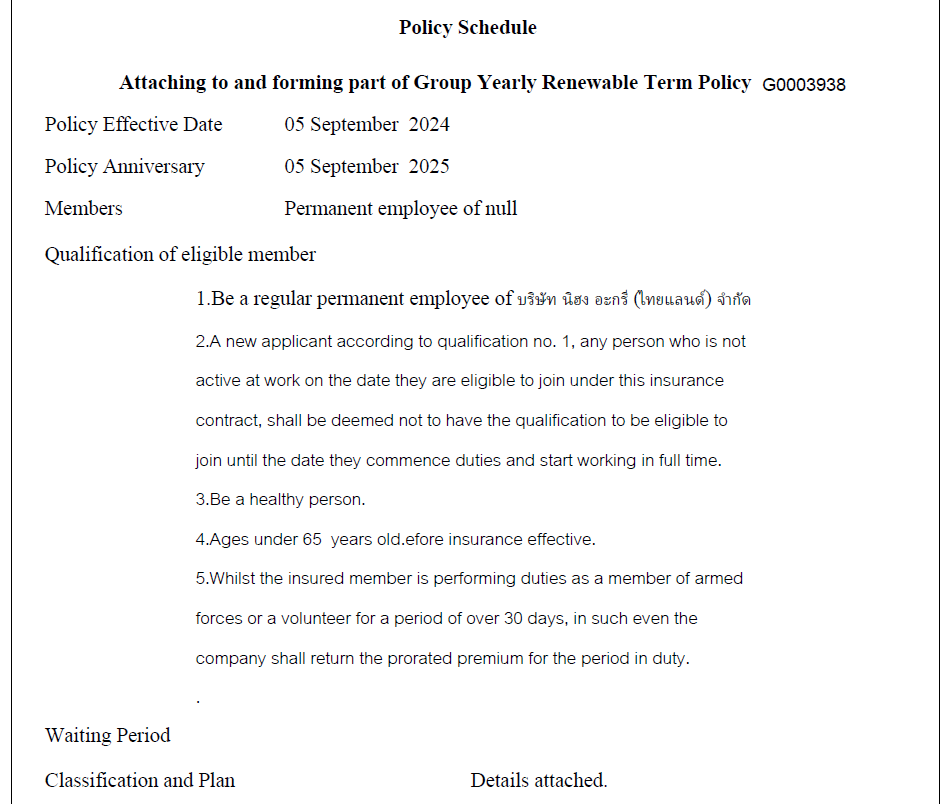 Policy Schedule
Attaching to and forming part of Group Yearly Renewable Term Policy G0003938
Policy Effective Date 05 September 2024
Policy Anniversary 05 September 2025
Members Permanent employee of null
Qualification of eligible member
1.Be a regular permanent employee of บริษัท นิฮง อะกรี (ไทยแลนด์) จำกัด
2.A new applicant according to qualification no. 1, any person who is not
active at work on the date they are eligible to join under this insurance
contract, shall be deemed not to have the qualification to be eligible to
join until the date they commence duties and start working in full time.
3.Be a healthy person.
4.Ages under 65 years old.efore insurance effective.
5.Whilst the insured member is performing duties as a member of armed
forces or a volunteer for a period of over 30 days, in such even the
company shall return the prorated premium for the period in duty.
.
Waiting Period
Classification and Plan Details attached.